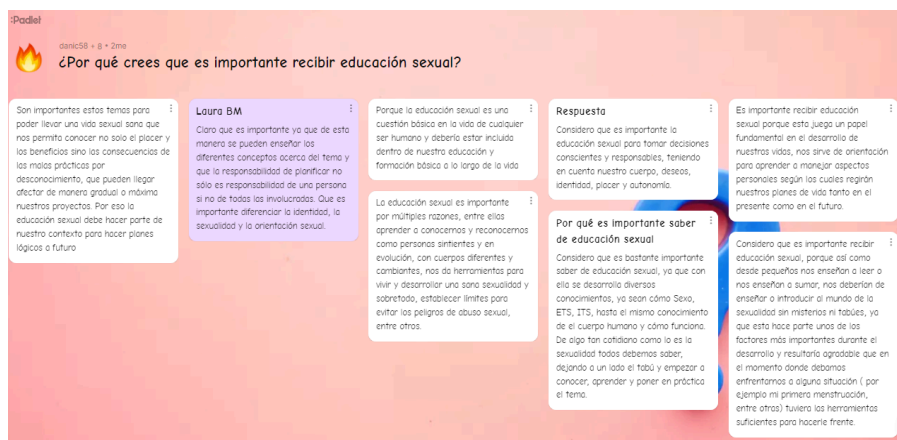 :Padlet
danic58 + 8 • 2me
¿Por qué crees que es importante recibir educación sexual?
Son importantes estos temas para
poder llevar una vida sexual sana que
nos permita conocer no solo el placer y
los beneficios sino las consecuencias de
las malas prácticas por
desconocimiento, que pueden llegar
afectar de manera gradual o máxima
nuestros proyectos. Por eso la
educación sexual debe hacer parte de
nuestro contexto para hacer planes
lógicos a futuro
Laura BM
Claro que es importante ya que de esta
manera se pueden enseñar los
diferentes conceptos acerca del tema y
que la responsabilidad de planificar no
sólo es responsabilidad de una persona
si no de todas las involucradas. Que es
importante diferenciar la identidad, la
sexualidad y la orientación sexual.
Porque la educación sexual es una
cuestión básica en la vida de cualquier
ser humano y debería estar incluida
dentro de nuestra educación y
formación básica a lo largo de la vida
La educación sexual es importante
por múltiples razones, entre ellas
aprender a conocernos y reconocernos
como personas sintientes y en
evolución, con cuerpos diferentes y
cambiantes, nos da herramientas para
vivir y desarrollar una sana sexualidad y
sobretodo, establecer límites para
evitar los peligros de abuso sexual,
entre otros.
Respuesta
Considero que es importante la
educación sexual para tomar decisiones
conscientes y responsables, teniendo
en cuenta nuestro cuerpo, deseos,
identidad, placer y autonomía.
Por qué es importante saber
de educación sexual
Considero que es bastante importante
saber de educación sexual, ya que con
ella se desarrolla diversos
conocimientos, ya sean cómo Sexo,
ETS, ITS, hasta el mismo conocimiento
de el cuerpo humano y cómo funciona.
De algo tan cotidiano como lo es la
sexualidad todos debemos saber,
dejando a un lado el tabú y empezar a
conocer, aprender y poner en práctica
el tema.
Es importante recibir educación
sexual porque esta juega un papel
fundamental en el desarrollo de
nuestras vidas, nos sirve de orientación
para aprender a manejar aspectos
personales según los cuales regirán
nuestros planes de vida tanto en el
presente como en el futuro.
Considero que es importante recibir
educación sexual, porque así como
desde pequeños nos enseñan a leer o
nos enseñan a sumar, nos deberían de
enseñar o introducir al mundo de la
sexualidad sin misterios ni tabúes, ya
que esta hace parte unos de los
factores más importantes durante el
desarrollo y resultaría agradable que en
el momento donde debamos
enfrentarnos a alguna situación ( por
ejemplo mi primera menstruación,
entre otras) tuviera las herramientas
suficientes para hacerle frente.